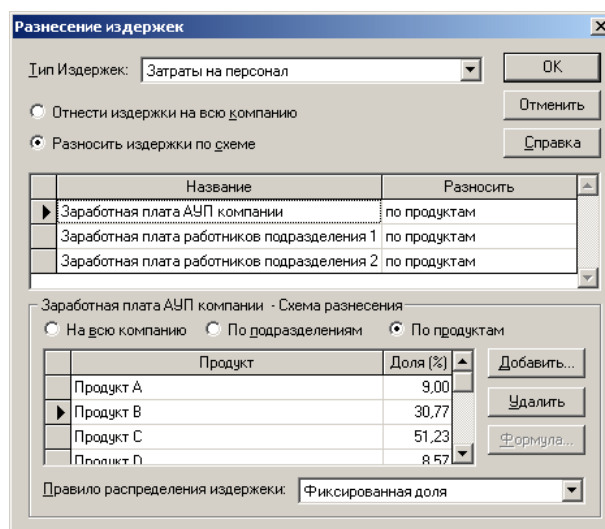 Разнесение издержек
Тип Издержек: Затраты на персонал
OK
Отнести издержки на всю компанию
Отменить
Разносить издержки по схеме
Справка
Название Разносить
Заработная плата АУП компании по продуктам
Заработная плата работников подразделения 1 по продуктам
Заработная плата работников подразделения 2 по продуктам
Заработная плата АУП компании - Схема разнесения
На всю компанию По подразделениям По продуктам
Продукт Доля (%)
Добавить...
Продукт A 9,00
Продукт B 30,77
Удалить
Продукт C 51,23
Формула...
Продукт D 8,57
Правило распределения издержеки: Фиксированная доля